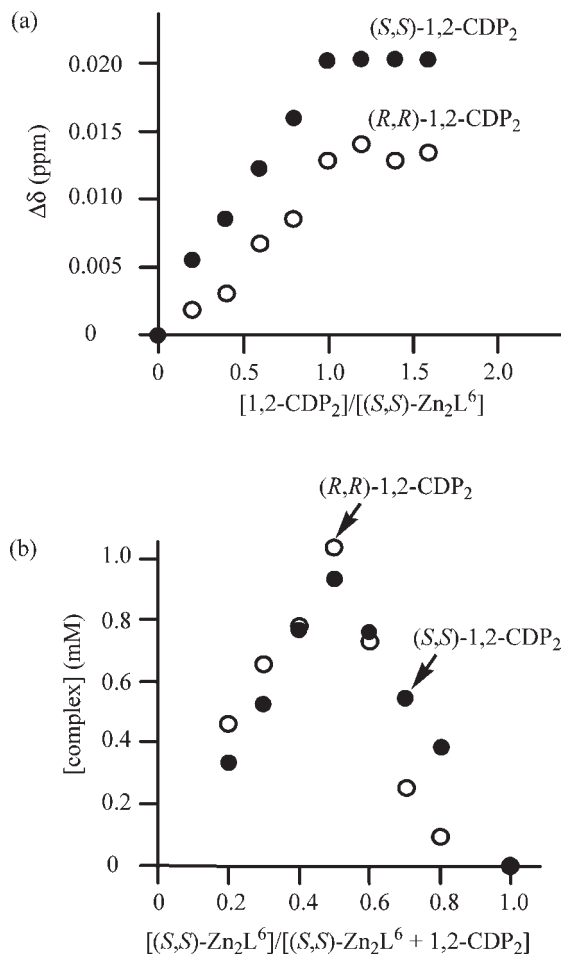 (a)
(S,S)-1,2-CDP₂
0.020
(R,R)-1,2-CDP₂
0.015
Δδ (ppm)
0.010
0.005
0
0 0.5 1.0 1.5 2.0
[1,2-CDP₂]/[(S,S)-Zn₂L⁶]
(b)
(R,R)-1,2-CDP₂
1.0
0.8
(S,S)-1,2-CDP₂
[complex] (mM)
0.6
0.4
0.2
0
0 0.2 0.4 0.6 0.8 1.0
[(S,S)-Zn₂L⁶]/[(S,S)-Zn₂L⁶ + 1,2-CDP₂]